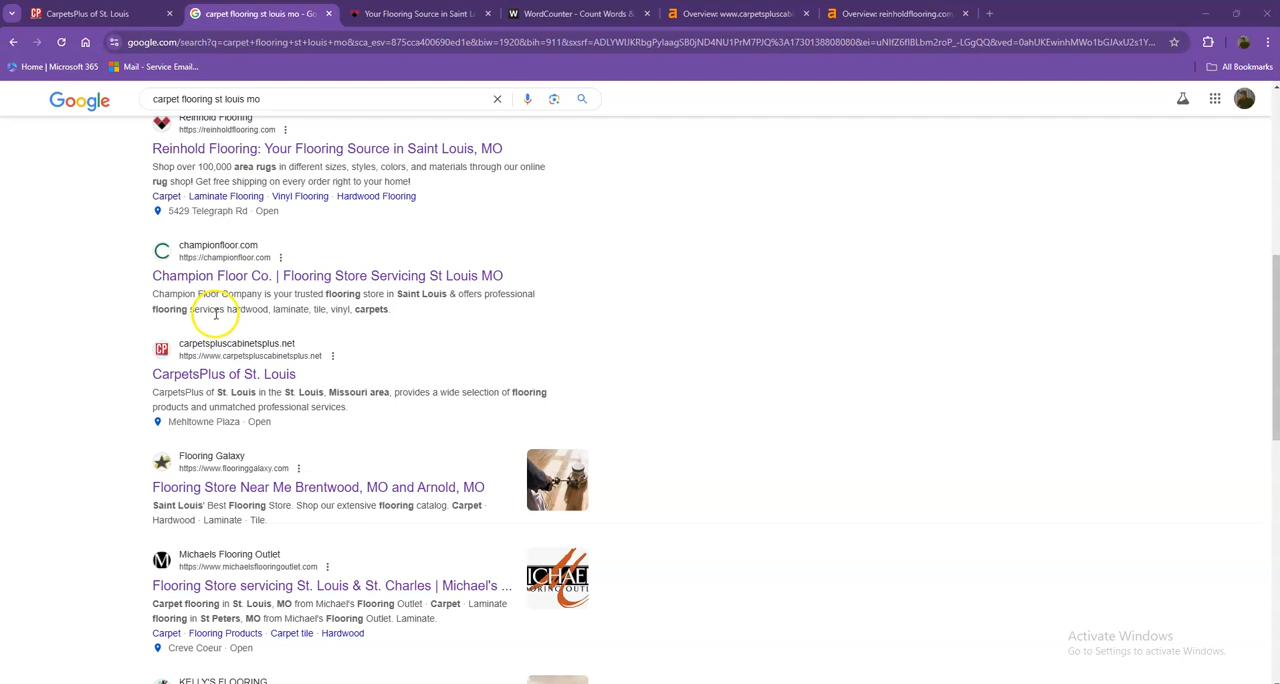 CarpetsPlus of St. Louis
carpet flooring st louis mo - Go
Your Flooring Source in Saint L
WordCounter - Count Words &
Overview: www.carpetspluscabi
Overview: reinholdflooring.com
Home | Microsoft 365
Mail - Service Email...
All Bookmarks
Google
carpet flooring st louis mo
Reinhold Flooring
https://reinholdflooring.com
Reinhold Flooring: Your Flooring Source in Saint Louis, MO
Shop over 100,000 area rugs in different sizes, styles, colors, and materials through our online
rug shop! Get free shipping on every order right to your home!
Carpet · Laminate Flooring · Vinyl Flooring · Hardwood Flooring
5429 Telegraph Rd · Open
championfloor.com
https://championfloor.com
Champion Floor Co. | Flooring Store Servicing St Louis MO
Champion Floor Company is your trusted flooring store in Saint Louis & offers professional
flooring services hardwood, laminate, tile, vinyl, carpets.
CP
carpetspluscabinetsplus.net
https://www.carpetspluscabinetsplus.net
CarpetsPlus of St. Louis
CarpetsPlus of St. Louis in the St. Louis, Missouri area, provides a wide selection of flooring
products and unmatched professional services.
Mehltowne Plaza · Open
Flooring Galaxy
https://www.flooringgalaxy.com
Flooring Store Near Me Brentwood, MO and Arnold, MO
Saint Louis' Best Flooring Store. Shop our extensive flooring catalog. Carpet ·
Hardwood · Laminate · Tile.
Michaels Flooring Outlet
https://www.michaelsflooringoutlet.com
Flooring Store servicing St. Louis & St. Charles | Michael's ...
Carpet flooring in St. Louis, MO from Michael's Flooring Outlet · Carpet · Laminate
flooring in St Peters, MO from Michael's Flooring Outlet. Laminate.
Carpet · Flooring Products · Carpet tile · Hardwood
Creve Coeur · Open
KELLY'S FLOORING
Activate Windows
Go to Settings to activate Windows.